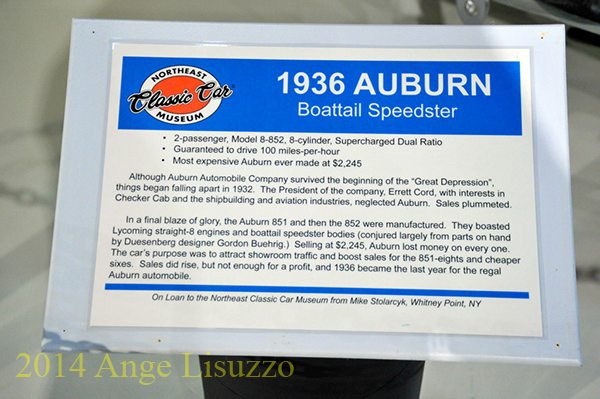 NORTHEAST
Classic Car
MUSEUM
1936 AUBURN
Boattail Speedster
• 2-passenger, Model 8-852, 8-cylinder, Supercharged Dual Ratio
• Guaranteed to drive 100 miles-per-hour
• Most expensive Auburn ever made at $2,245
Although Auburn Automobile Company survived the beginning of the “Great Depression”,
things began falling apart in 1932. The President of the company, Errett Cord, with interests in
Checker Cab and the shipbuilding and aviation industries, neglected Auburn. Sales plummeted.
In a final blaze of glory, the Auburn 851 and then the 852 were manufactured. They boasted
Lycoming straight-8 engines and boattail speedster bodies (conjured largely from parts on hand
by Duesenberg designer Gordon Buehrig.) Selling at $2,245, Auburn lost money on every one.
The car's purpose was to attract showroom traffic and boost sales for the 851-eights and cheaper
sixes. Sales did rise, but not enough for a profit, and 1936 became the last year for the regal
Auburn automobile.
On Loan to the Northeast Classic Car Museum from Mike Stolarcyk, Whitney Point, NY
2014 Ange Lisuzzo